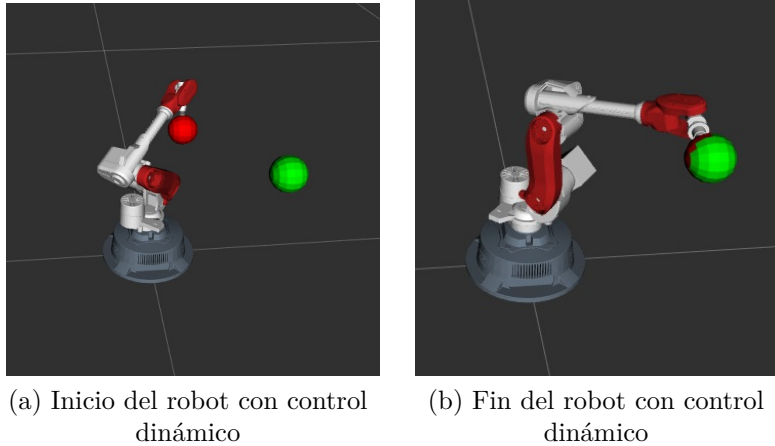 (a) Inicio del robot con control
dinámico
(b) Fin del robot con control
dinámico